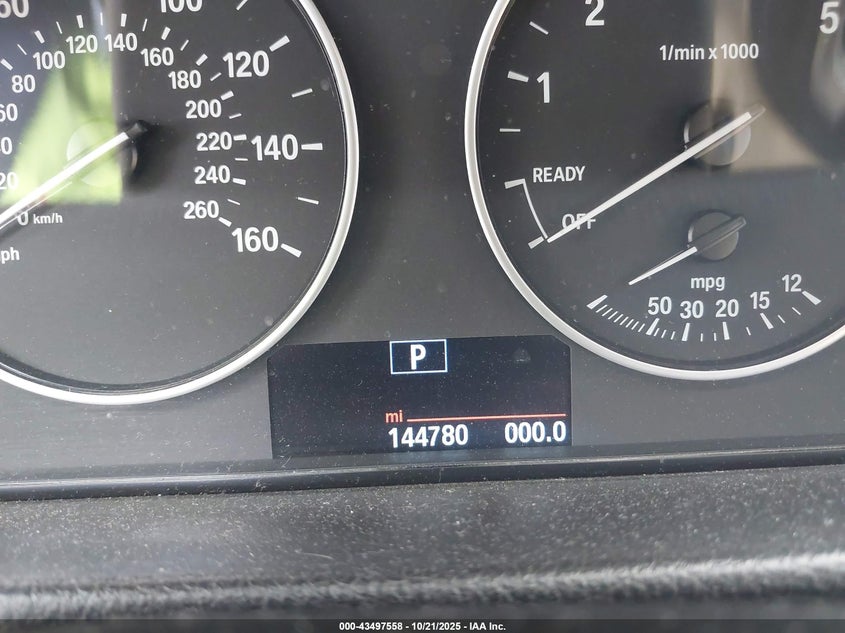 60
100
80
100
120
140
160
180
200
220
240
260
120
140
160
0 km/h
ph
1
2
5
1/min x 1000
READY
OFF
mpg
50 30 20 15 12
P
mi
144780 000.0
000-43497558 - 10/21/2025 - IAA Inc.